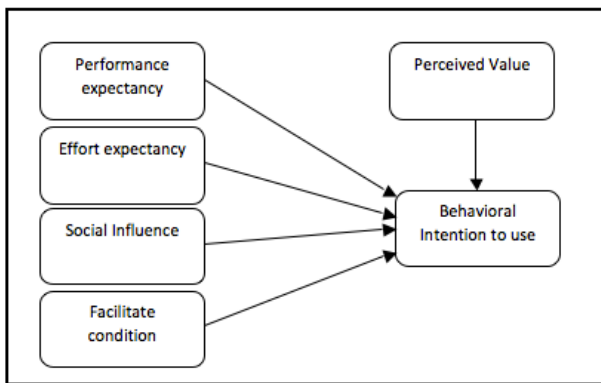 Performance
expectancy
Effort expectancy
Social Influence
Facilitate
condition
Perceived Value
Behavioral
Intention to use